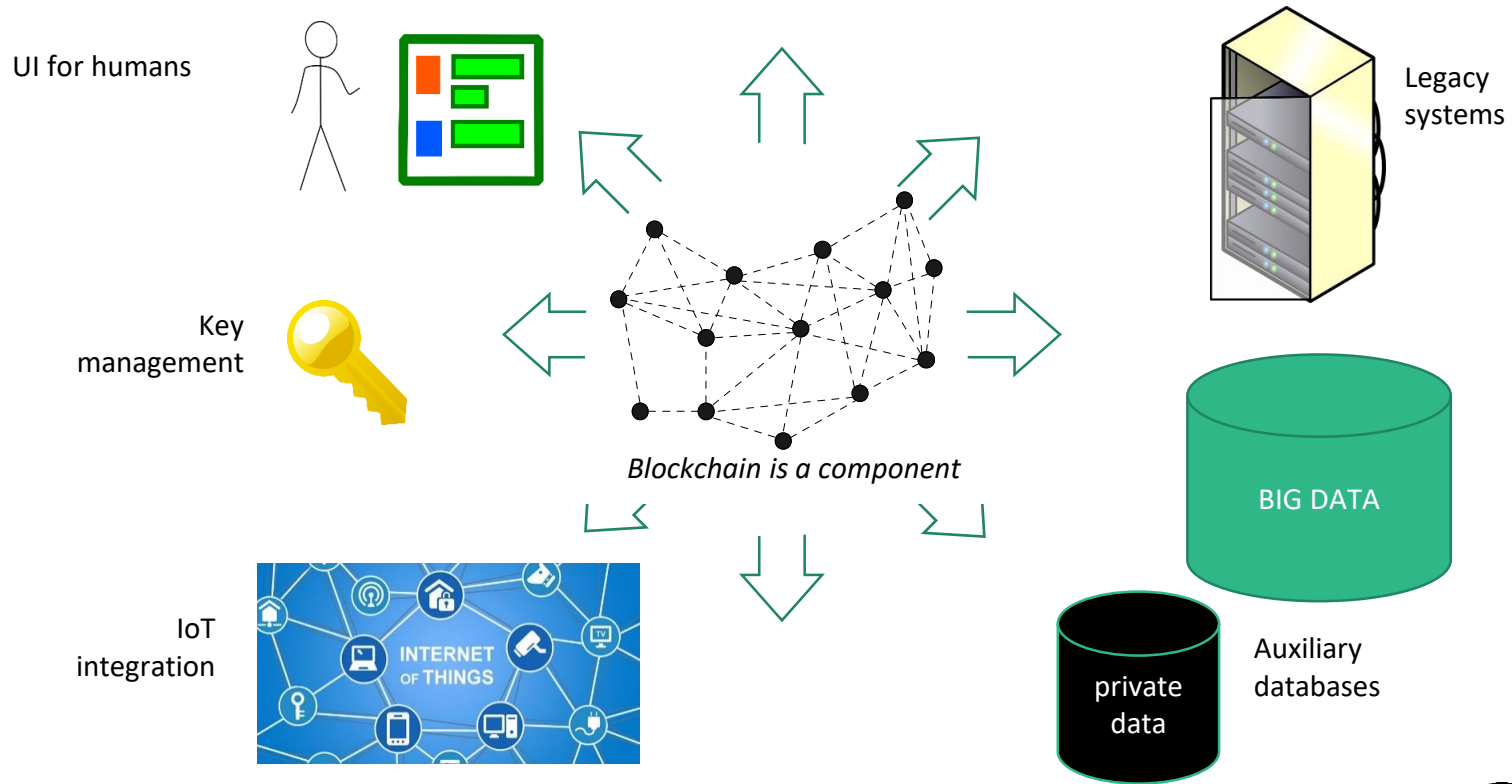 UI for humans
Legacy
systems
Key
management
Blockchain is a component
BIG DATA
IoT
integration
INTERNET
OF THINGS
TV
private
data
Auxiliary
databases